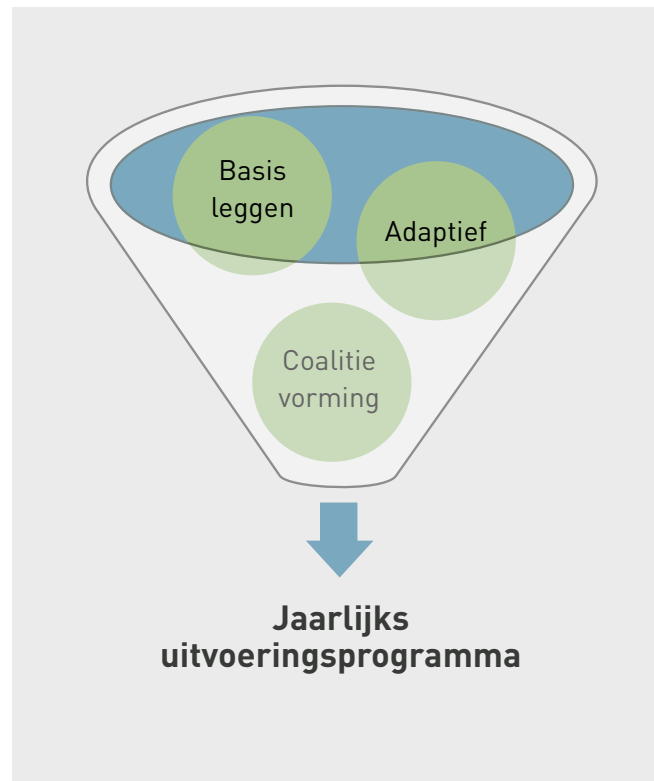 Basis
leggen
Adaptief
Coalitie
vorming
Jaarlijks
uitvoeringsprogramma